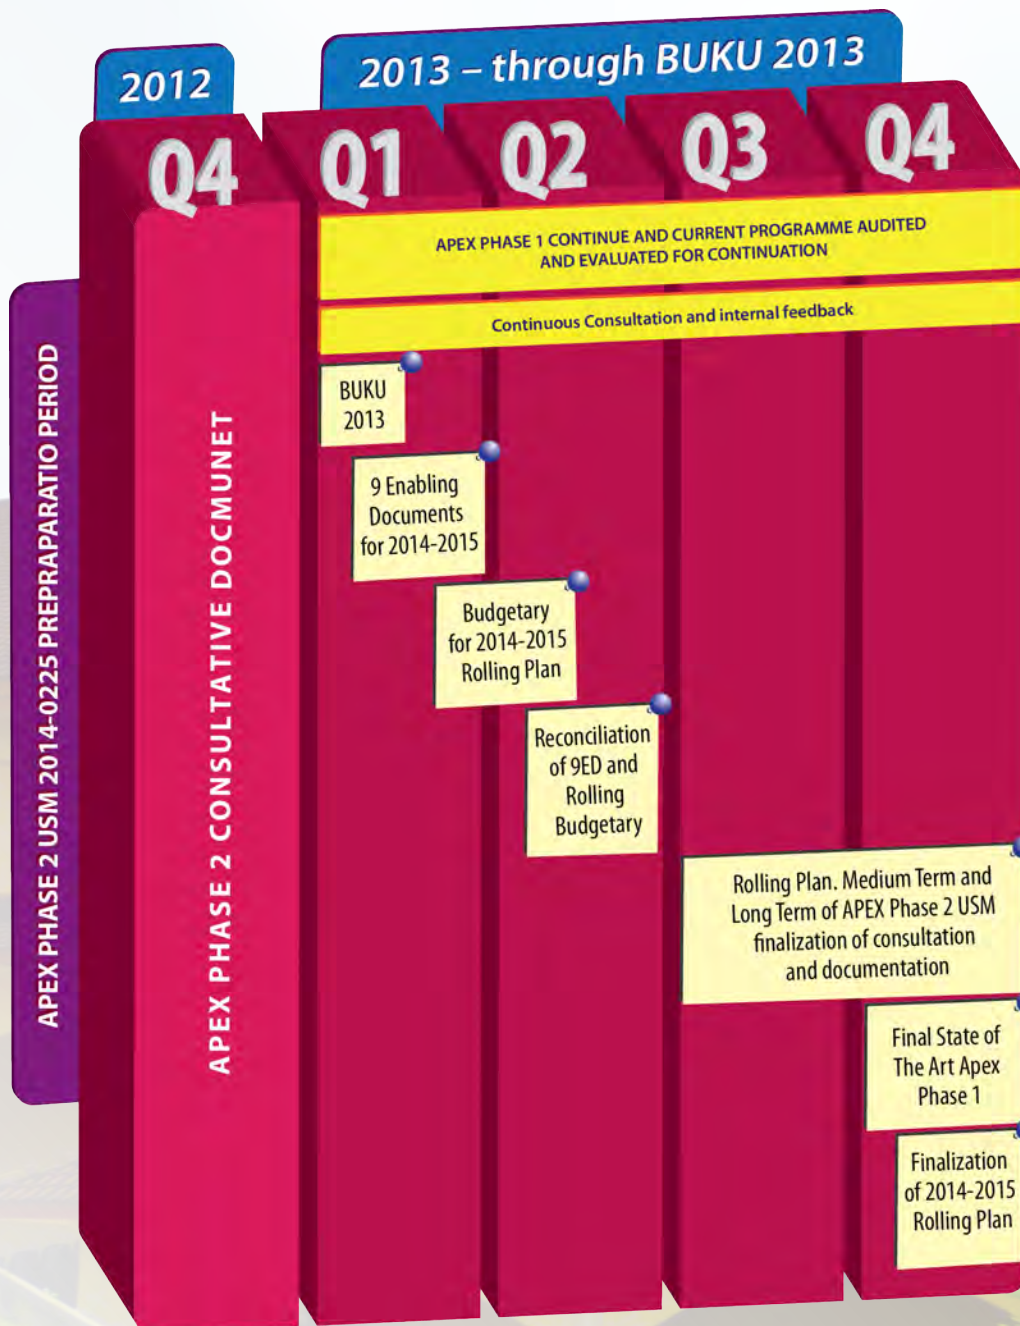 2012
2013 – through BUKU 2013
Q4
Q1
Q2
Q3
Q4
APEX PHASE 1 CONTINUE AND CURRENT PROGRAMME AUDITED
AND EVALUATED FOR CONTINUATION
Continuous Consultation and internal feedback
APEX PHASE 2 USM 2014-0225 PREPRAPARATIO PERIOD
APEX PHASE 2 CONSULTATIVE DOCMUNET
BUKU
2013
9 Enabling
Documents
for 2014-2015
Budgetary
for 2014-2015
Rolling Plan
Reconciliation
of 9ED and
Rolling
Budgetary
Rolling Plan. Medium Term and
Long Term of APEX Phase 2 USM
finalization of consultation
and documentation
Final State of
The Art Apex
Phase 1
Finalization
of 2014-2015
Rolling Plan